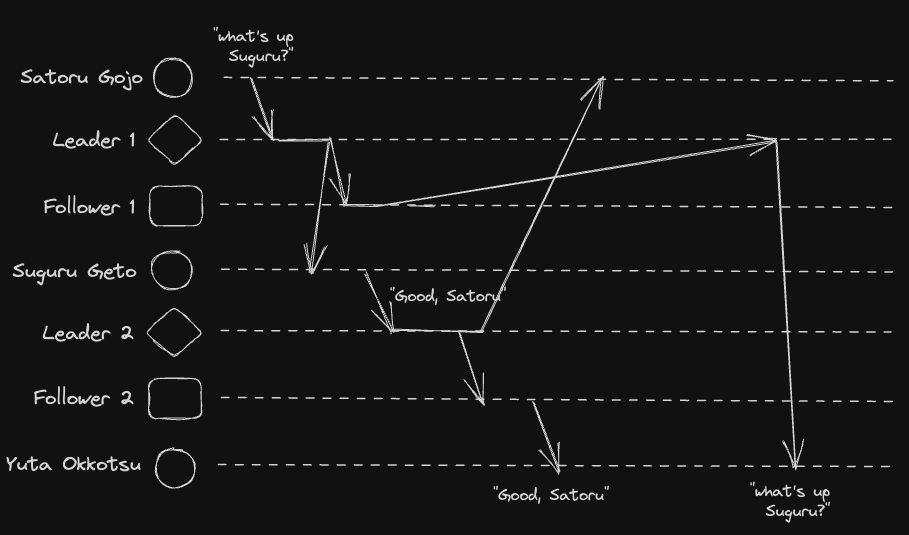 "what's up
Suguru?"
Satoru Gojo
Leader 1
Follower 1
Suguru Geto
"Good, Satoru"
Leader 2
Follower 2
Yuta Okkotsu
"Good, Satoru"
"what's up
Suguru?"